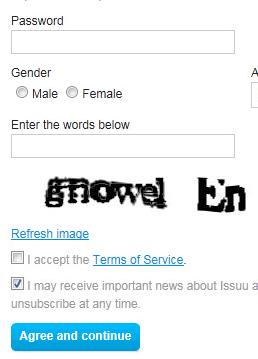 Password
Gender
A
Male Female
Enter the words below
Refresh image
I accept the Terms of Service.
I may receive important news about Issuu a
unsubscribe at any time.
Agree and continue